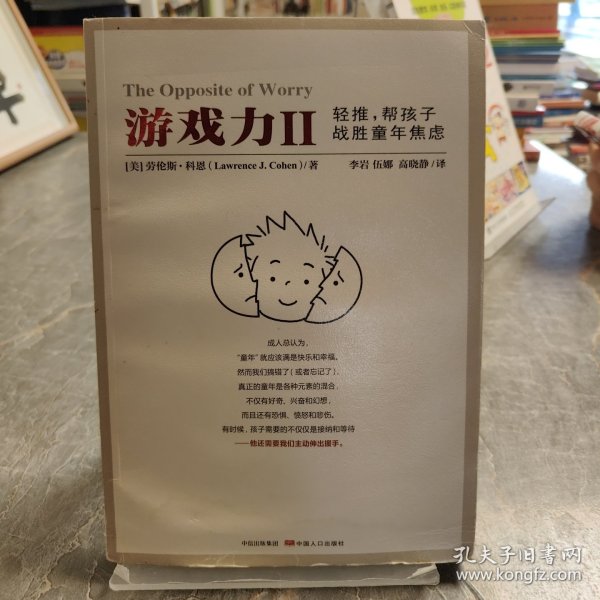 The Opposite of Worry
游戏力II
轻推，帮孩子
战胜童年焦虑
[美] 劳伦斯·科恩（Lawrence J. Cohen）/著
李岩 伍娜 高晓静/译
成人总认为，
“童年”就应该满是快乐和幸福。
然而我们搞错了（或者忘记了），
真正的童年是各种元素的混合，
不仅有好奇、兴奋和幻想，
而且还有恐惧、愤怒和悲伤。
有时候，孩子需要的不仅仅是接纳和等待
——他还需要我们主动伸出援手。
中信出版集团 中国人口出版社
孔夫子旧书网
www.kongfz.com